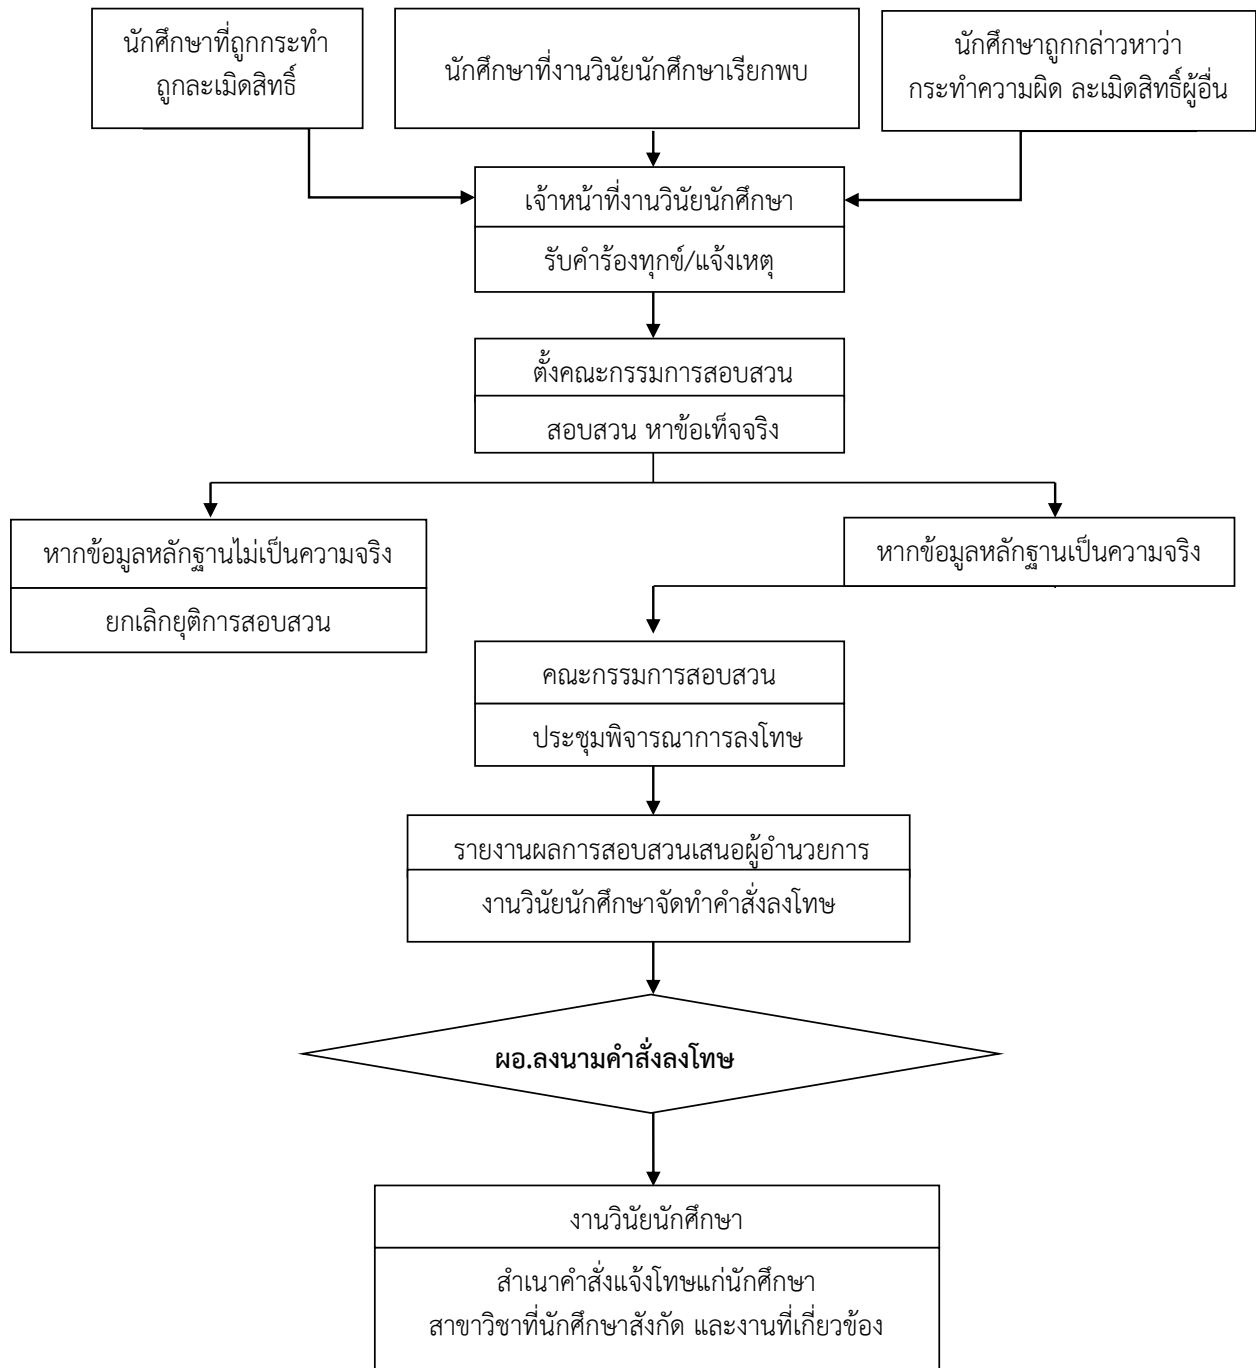 นักศึกษาที่ถูกกระทำ
ถูกละเมิดสิทธิ์
นักศึกษาที่งานวินัยนักศึกษาเรียกพบ
นักศึกษาถูกกล่าวหาว่า
กระทำความผิด ละเมิดสิทธิ์ผู้อื่น
เจ้าหน้าที่งานวินัยนักศึกษา
รับคำร้องทุกข์/แจ้งเหตุ
ตั้งคณะกรรมการสอบสวน
สอบสวน หาข้อเท็จจริง
หากข้อมูลหลักฐานไม่เป็นความจริง
ยกเลิกยุติการสอบสวน
หากข้อมูลหลักฐานเป็นความจริง
คณะกรรมการสอบสวน
ประชุมพิจารณาการลงโทษ
รายงานผลการสอบสวนเสนอผู้อำนวยการ
งานวินัยนักศึกษาจัดทำคำสั่งลงโทษ
ผอ.ลงนามคำสั่งลงโทษ
งานวินัยนักศึกษา
สำเนาคำสั่งแจ้งโทษแก่นักศึกษา
สาขาวิชาที่นักศึกษาสังกัด และงานที่เกี่ยวข้อง